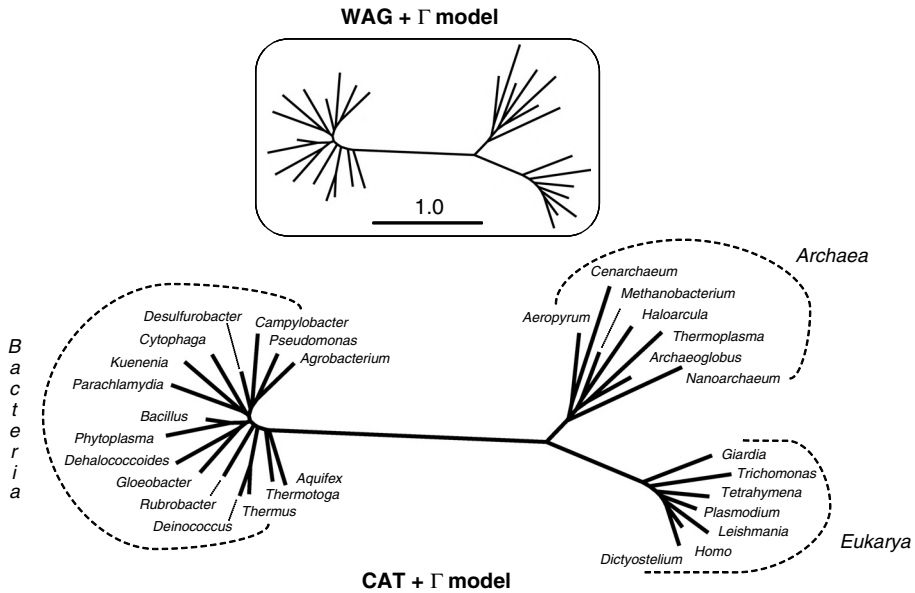 WAG + Γ model
1.0
Archaea
Cenarchaeum
Methanobacterium
Aeropyrum
Haloarcula
Thermoplasma
Archaeoglobus
Nanoarchaeum
Bacteria
Desulfurobacter
Campylobacter
Cytophaga
Pseudomonas
Kuenenia
Agrobacterium
Parachlamydia
Bacillus
Phytoplasma
Dehalococcoides
Gloeobacter
Rubrobacter
Deinococcus
Thermus
Thermotoga
Aquifex
Giardia
Trichomonas
Tetrahymena
Plasmodium
Leishmania
Homo
Dictyostelium
Eukarya
CAT + Γ model